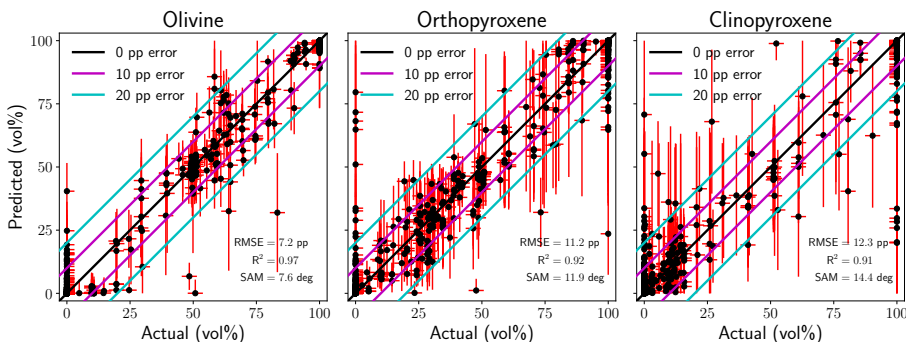 Olivine
0 pp error
10 pp error
20 pp error
RMSE = 7.2 pp
R² = 0.97
SAM = 7.6 deg
Predicted (vol%)
100
75
50
25
0
0 25 50 75 100
Actual (vol%)
Orthopyroxene
0 pp error
10 pp error
20 pp error
RMSE = 11.2 pp
R² = 0.92
SAM = 11.9 deg
0 25 50 75 100
Actual (vol%)
Clinopyroxene
0 pp error
10 pp error
20 pp error
RMSE = 12.3 pp
R² = 0.91
SAM = 14.4 deg
0 25 50 75 100
Actual (vol%)